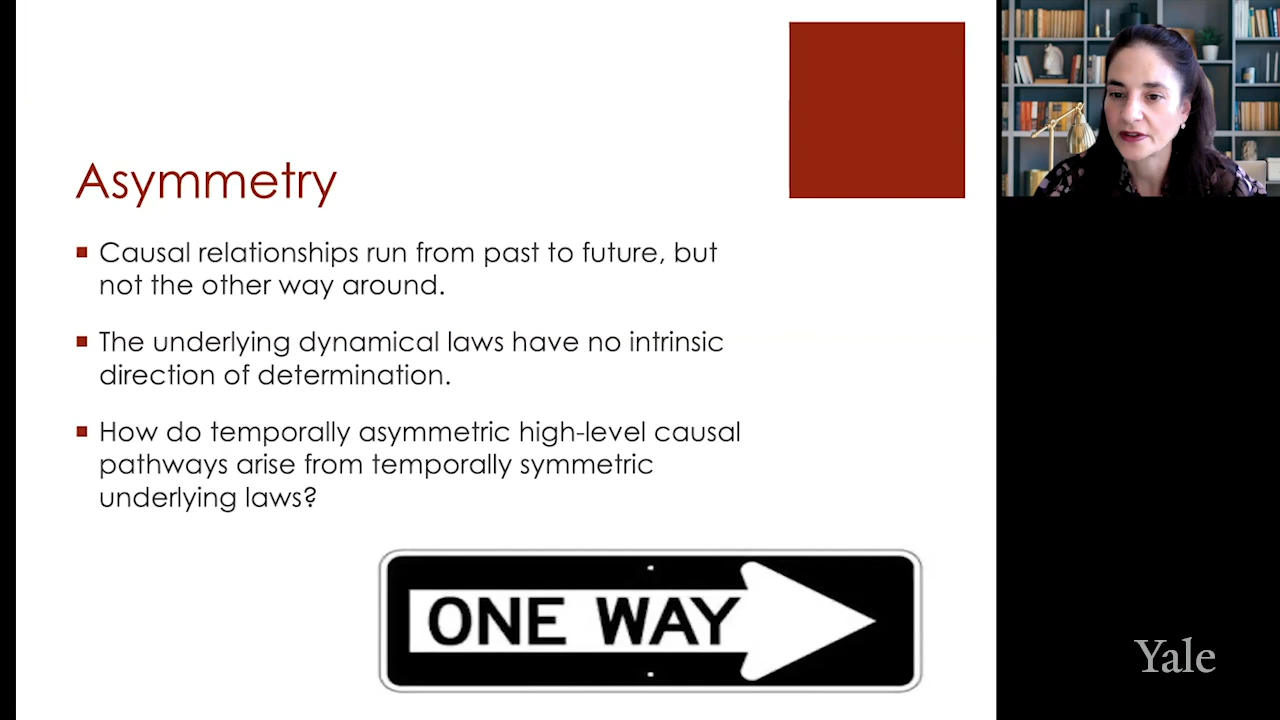 Asymmetry
Causal relationships run from past to future, but
not the other way around.
The underlying dynamical laws have no intrinsic
direction of determination.
How do temporally asymmetric high-level causal
pathways arise from temporally symmetric
underlying laws?
ONE WAY
Yale